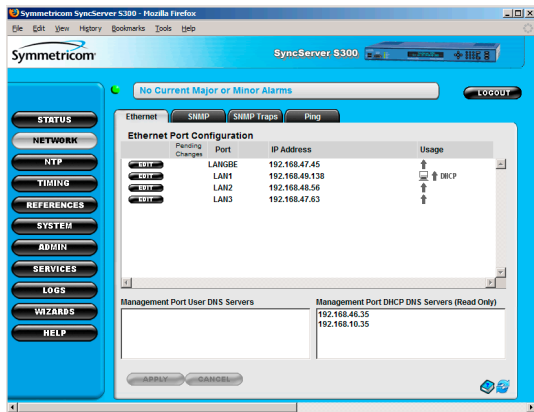 Symmetricom SyncServer S300 - Mozilla Firefox
File Edit View History Bookmarks Tools Help
Symmetricom
SyncServer S300
No Current Major or Minor Alarms
LOGOUT
STATUS
NETWORK
NTP
TIMING
REFERENCES
SYSTEM
ADMIN
SERVICES
LOGS
WIZARDS
HELP
Ethernet SNMP SNMP Traps Ping
Ethernet Port Configuration
Pending Changes Port IP Address Usage
EDIT LANGBE 192.168.47.45
EDIT LAN1 192.168.49.138 DHCP
EDIT LAN2 192.168.48.56
EDIT LAN3 192.168.47.63
Management Port User DNS Servers
Management Port DHCP DNS Servers (Read Only)
192.168.46.35
192.168.10.35
APPLY CANCEL